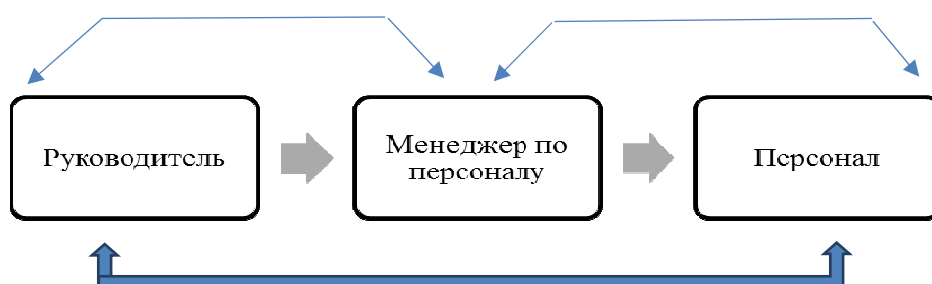 Руководитель
Менеджер по
персоналу
Персонал